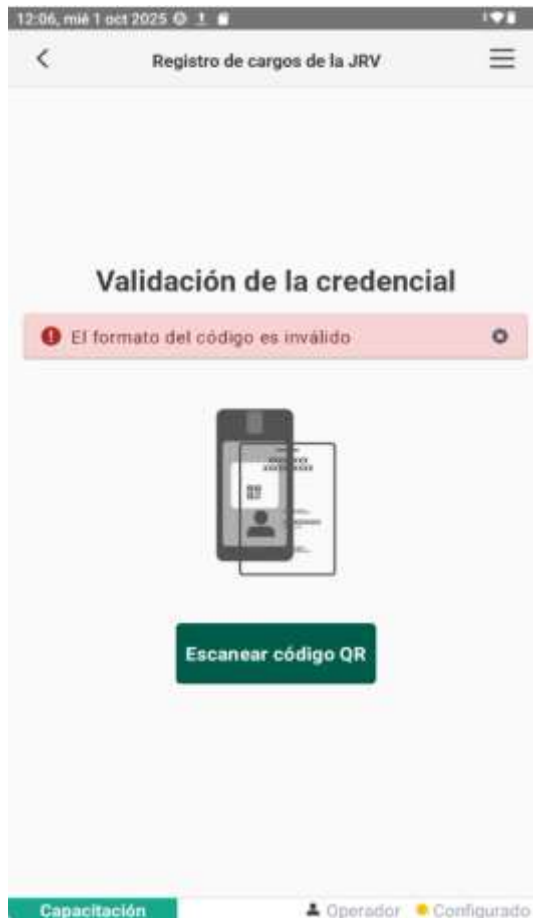 12:06, mié 1 oct 2025
Registro de cargos de la JRV
Validación de la credencial
El formato del código es inválido
Escanear código QR
Capacitación
Operador
Configurado